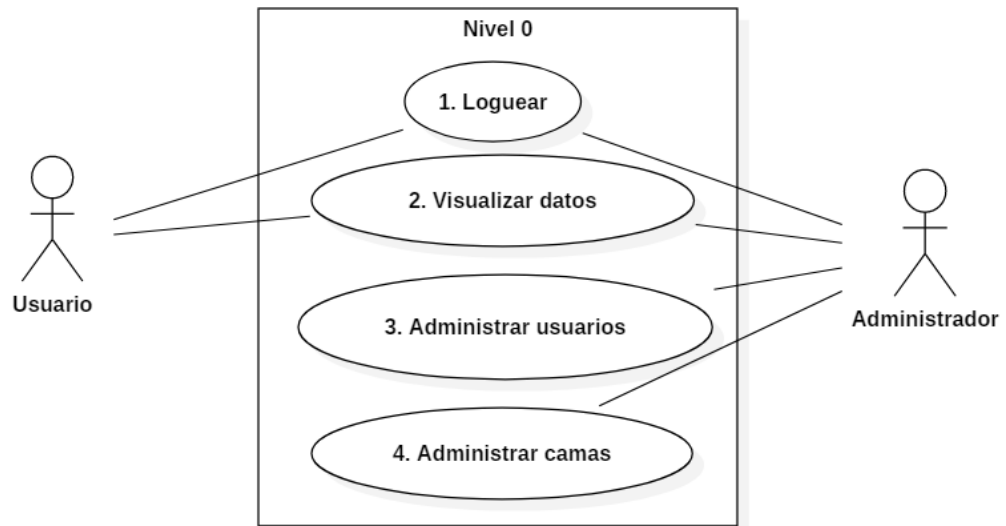 Nivel 0
1. Loguear
2. Visualizar datos
Usuario
3. Administrar usuarios
Administrador
4. Administrar camas